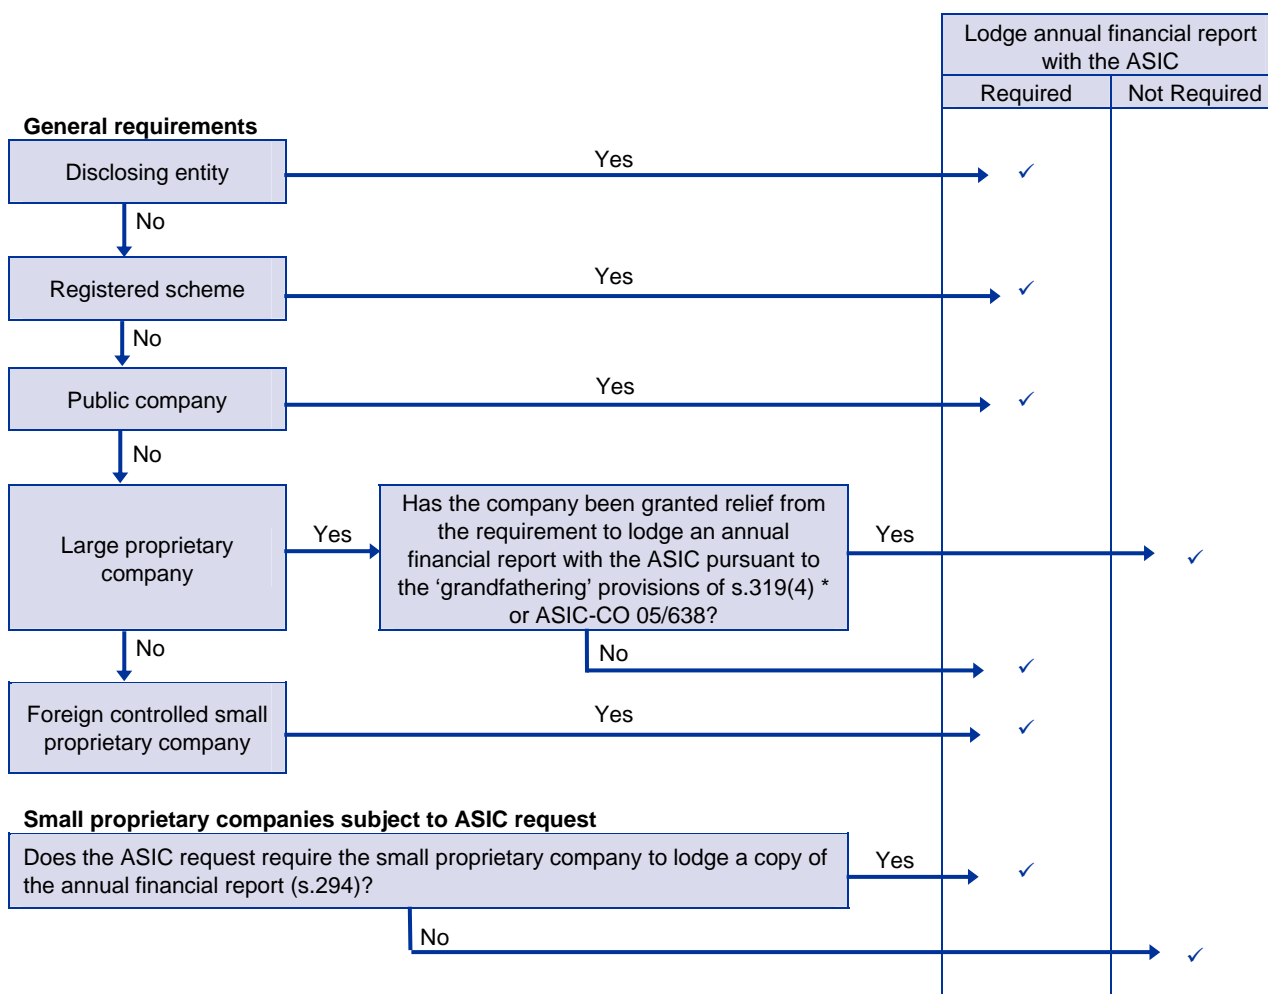 Lodge annual financial report
with the ASIC
Required
Not Required
General requirements
Disclosing entity
Yes
✓
No
Registered scheme
Yes
✓
No
Public company
Yes
✓
No
Large proprietary
company
Yes
Has the company been granted relief from
the requirement to lodge an annual
financial report with the ASIC pursuant to
the ‘grandfathering’ provisions of s.319(4) *
or ASIC-CO 05/638?
Yes
✓
No
✓
No
Foreign controlled small
proprietary company
Yes
✓
Small proprietary companies subject to ASIC request
Does the ASIC request require the small proprietary company to lodge a copy of
the annual financial report (s.294)?
Yes
✓
No
✓